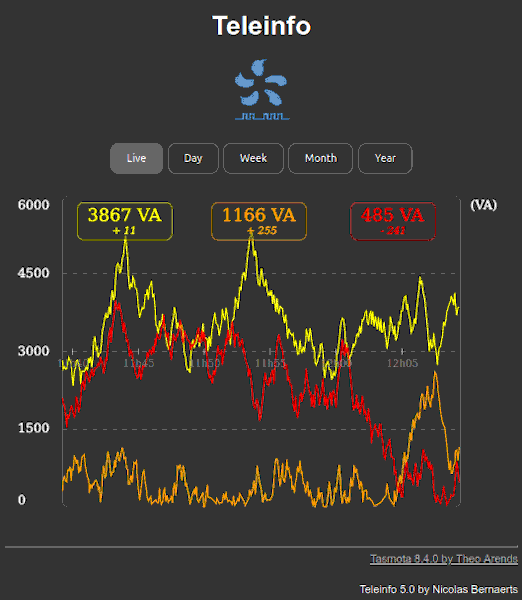 Teleinfo
Live Day Week Month Year
6000 (VA)
3867 VA 1166 VA 485 VA
+ 11 + 255
4500
3000
11h45 11h50 11h55 12h05
1500
0
Tasmota 8.4.0 by Theo Arends
Teleinfo 5.0 by Nicolas Bernaerts